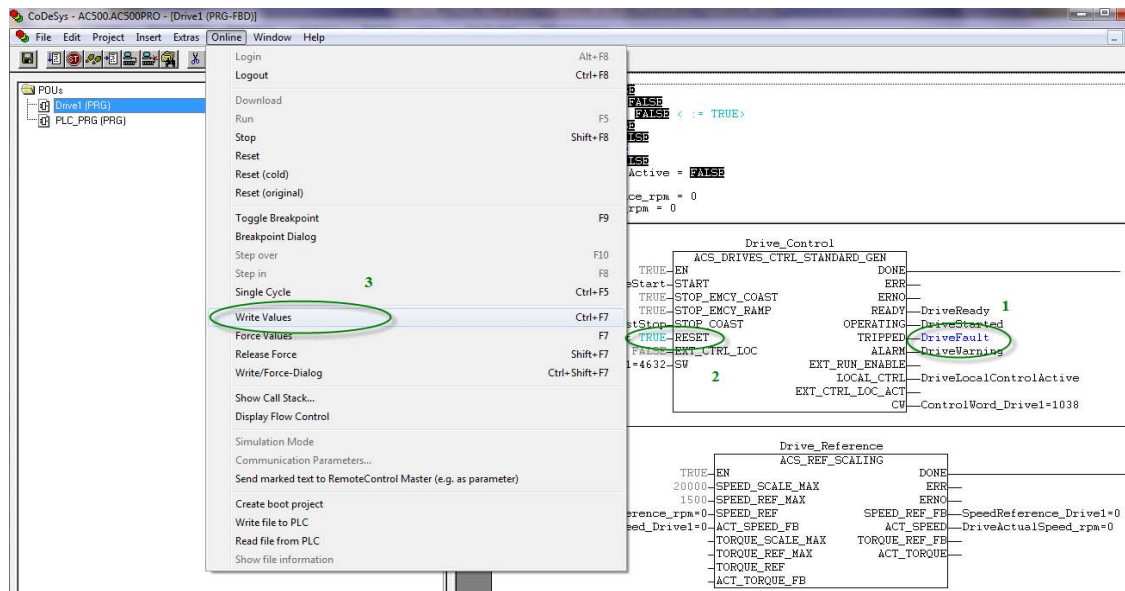 CoDeSys - AC500.AC500PRO - [Drive1 (PRG-FBD)]
File Edit Project Insert Extras Online Window Help
POUs
Drive1 (PRG)
PLC_PRG (PRG)
Login Alt+F8
Logout Ctrl+F8
Download
Run F5
Stop Shift+F8
Reset
Reset (cold)
Reset (original)
Toggle Breakpoint F9
Breakpoint Dialog
Step over F10
Step in F8
Single Cycle Ctrl+F5
3
Write Values Ctrl+F7
Force Values F7
Release Force Shift+F7
Write/Force-Dialog Ctrl+Shift+F7
Show Call Stack...
Display Flow Control
Simulation Mode
Communication Parameters...
Send marked text to RemoteControl Master (e.g. as parameter)
Create boot project
Write file to PLC
Read file from PLC
Show file information
FALSE
FALSE < := TRUE>
Active = FALSE
ce_rpm = 0
rpm = 0
Drive_Control
ACS_DRIVES_CTRL_STANDARD_GEN
TRUE EN DONE
eStart START ERR
TRUE STOP_EMCY_COAST ERNO
TRUE STOP_EMCY_RAMP READY DriveReady 1
stStop STOP_COAST OPERATING DriveStarted
TRUE RESET TRIPPED DriveFault
FALSE EXT_CTRL_LOC ALARM DriveWarning
1=4632 SW EXT_RUN_ENABLE
2 LOCAL_CTRL DriveLocalControlActive
EXT_CTRL_LOC_ACT
CW ControlWord_Drive1=1038
Drive_Reference
ACS_REF_SCALING
TRUE EN DONE
20000 SPEED_SCALE_MAX ERR
1500 SPEED_REF_MAX ERNO
erence_rpm=0 SPEED_REF SPEED_REF_FB SpeedReference_Drive1=0
eed_Drive1=0 ACT_SPEED_FB ACT_SPEED DriveActualSpeed_rpm=0
TORQUE_SCALE_MAX TORQUE_REF_FB
TORQUE_REF_MAX ACT_TORQUE
TORQUE_REF
ACT_TORQUE_FB